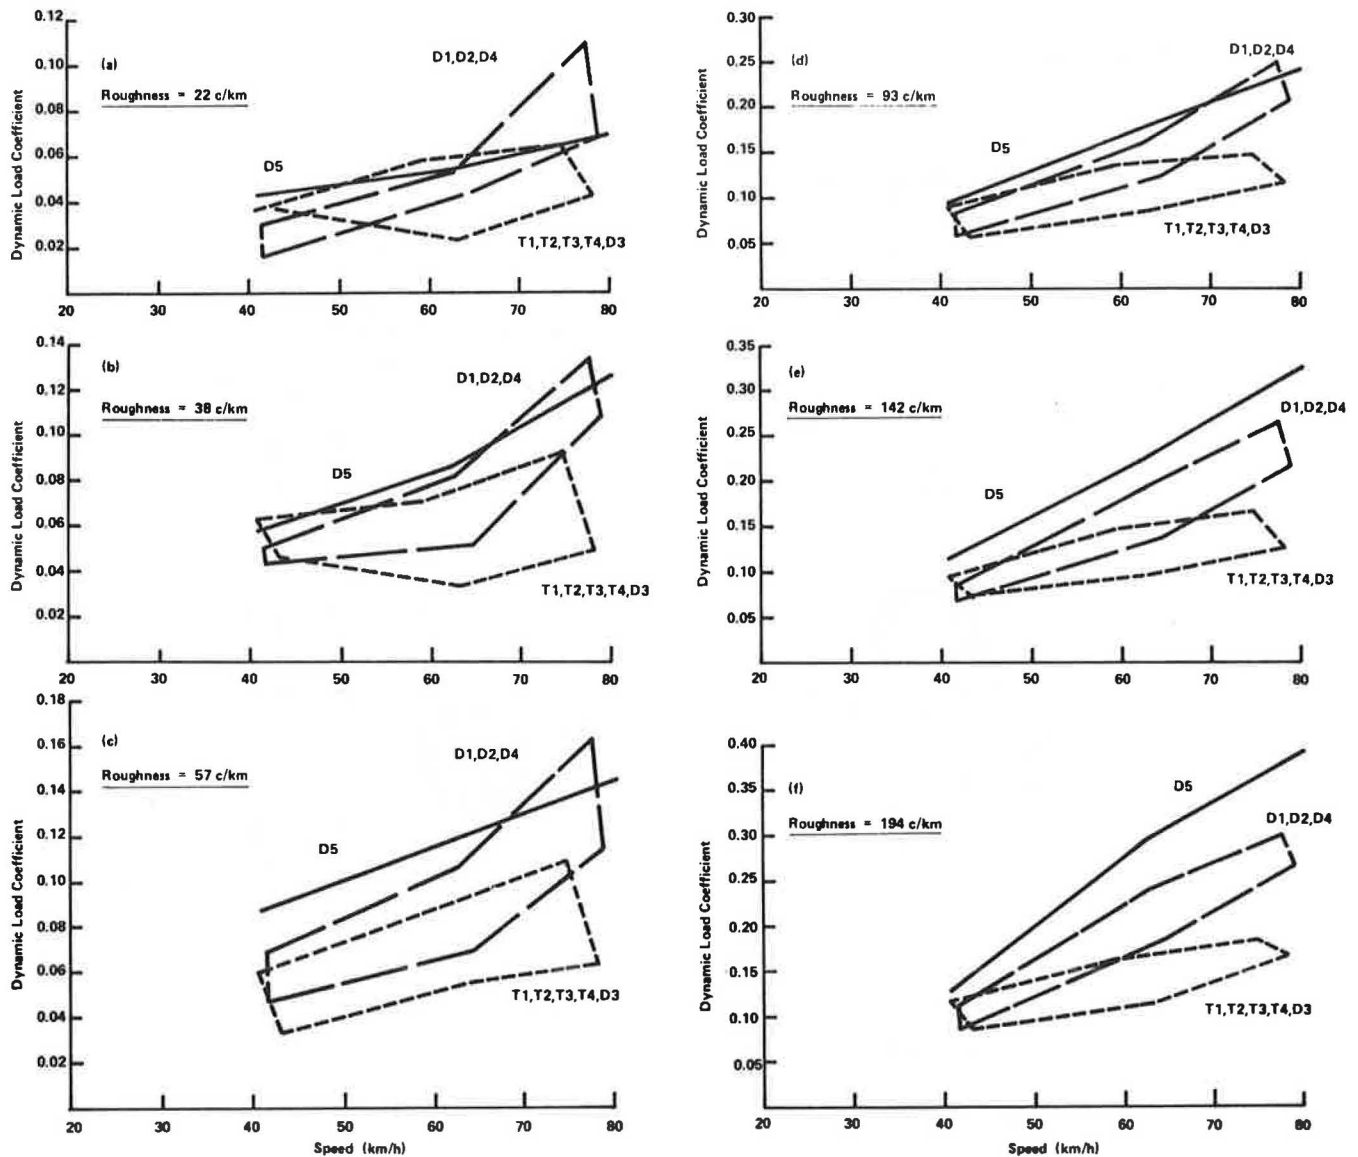 0.12
(a)
Roughness = 22 c/km
D1,D2,D4
0.10
0.08
0.06
D5
0.04
0.02
T1,T2,T3,T4,D3
Dynamic Load Coefficient
20 30 40 50 60 70 80
0.14
(b)
0.12
D1,D2,D4
Roughness = 38 c/km
0.10
D5
0.08
0.06
0.04
T1,T2,T3,T4,D3
0.02
Dynamic Load Coefficient
20 30 40 50 60 70 80
0.18
(c)
0.16
D1,D2,D4
Roughness = 57 c/km
0.14
0.12
D5
0.10
0.08
0.06
T1,T2,T3,T4,D3
0.04
0.02
Dynamic Load Coefficient
20 30 40 50 60 70 80
Speed (km/h)
0.30
D1,D2,D4
(d)
0.25
Roughness = 93 c/km
0.20
D5
0.15
0.10
T1,T2,T3,T4,D3
0.05
Dynamic Load Coefficient
20 30 40 50 60 70 80
0.35
(e)
0.30
D1,D2,D4
Roughness = 142 c/km
0.25
D5
0.20
0.15
0.10
T1,T2,T3,T4,D3
0.05
Dynamic Load Coefficient
20 30 40 50 60 70 80
0.40
D5
(f)
0.35
Roughness = 194 c/km
D1,D2,D4
0.30
0.25
0.20
0.15
T1,T2,T3,T4,D3
0.10
0.05
Dynamic Load Coefficient
20 30 40 50 60 70 80
Speed (km/h)